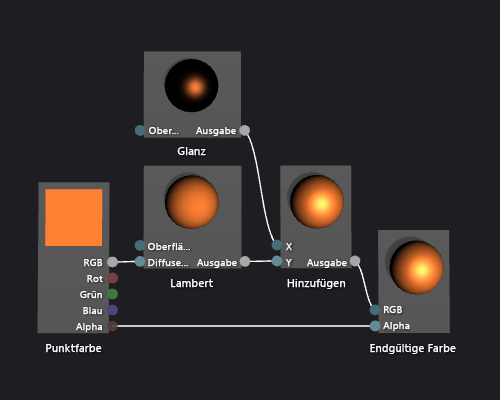 Ober... Ausgabe
Glanz
RGB
Rot
Grün
Blau
Alpha
Punktfarbe
Oberflä...
Diffuse... Ausgabe
Lambert
X
Y Ausgabe
Hinzufügen
RGB
Alpha
Endgültige Farbe